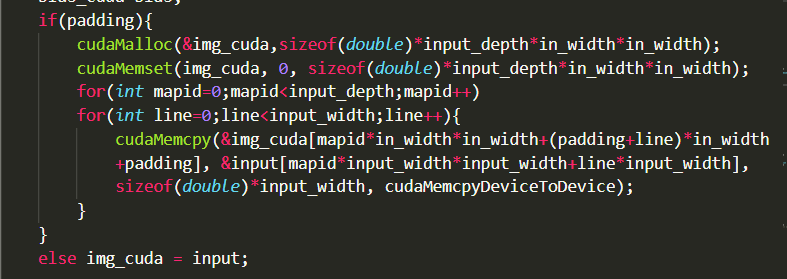 if(padding){
cudaMalloc(&img_cuda,sizeof(double)*input_depth*in_width*in_width);
cudaMemset(img_cuda, 0, sizeof(double)*input_depth*in_width*in_width);
for(int mapid=0;mapid<input_depth;mapid++)
for(int line=0;line<input_width;line++){
cudaMemcpy(&img_cuda[mapid*in_width*in_width+(padding+line)*in_width
+padding], &input[mapid*input_width*input_width+line*input_width],
sizeof(double)*input_width, cudaMemcpyDeviceToDevice);
}
}
else img_cuda = input;